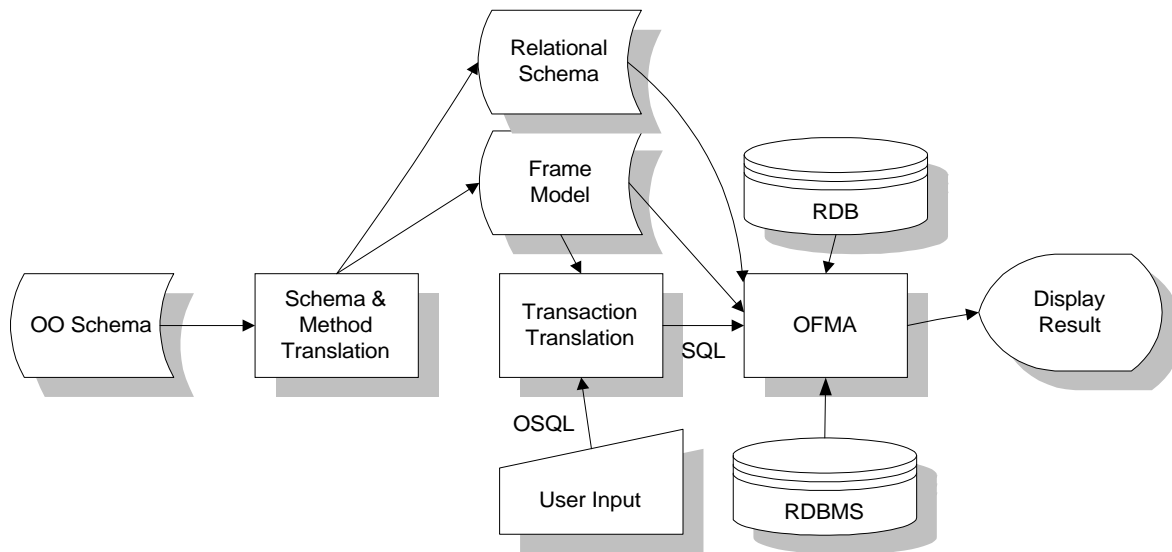 Relational
Schema
Frame
Model
RDB
OO Schema
Schema &
Method
Translation
Transaction
Translation
SQL
OFMA
Display
Result
OSQL
User Input
RDBMS